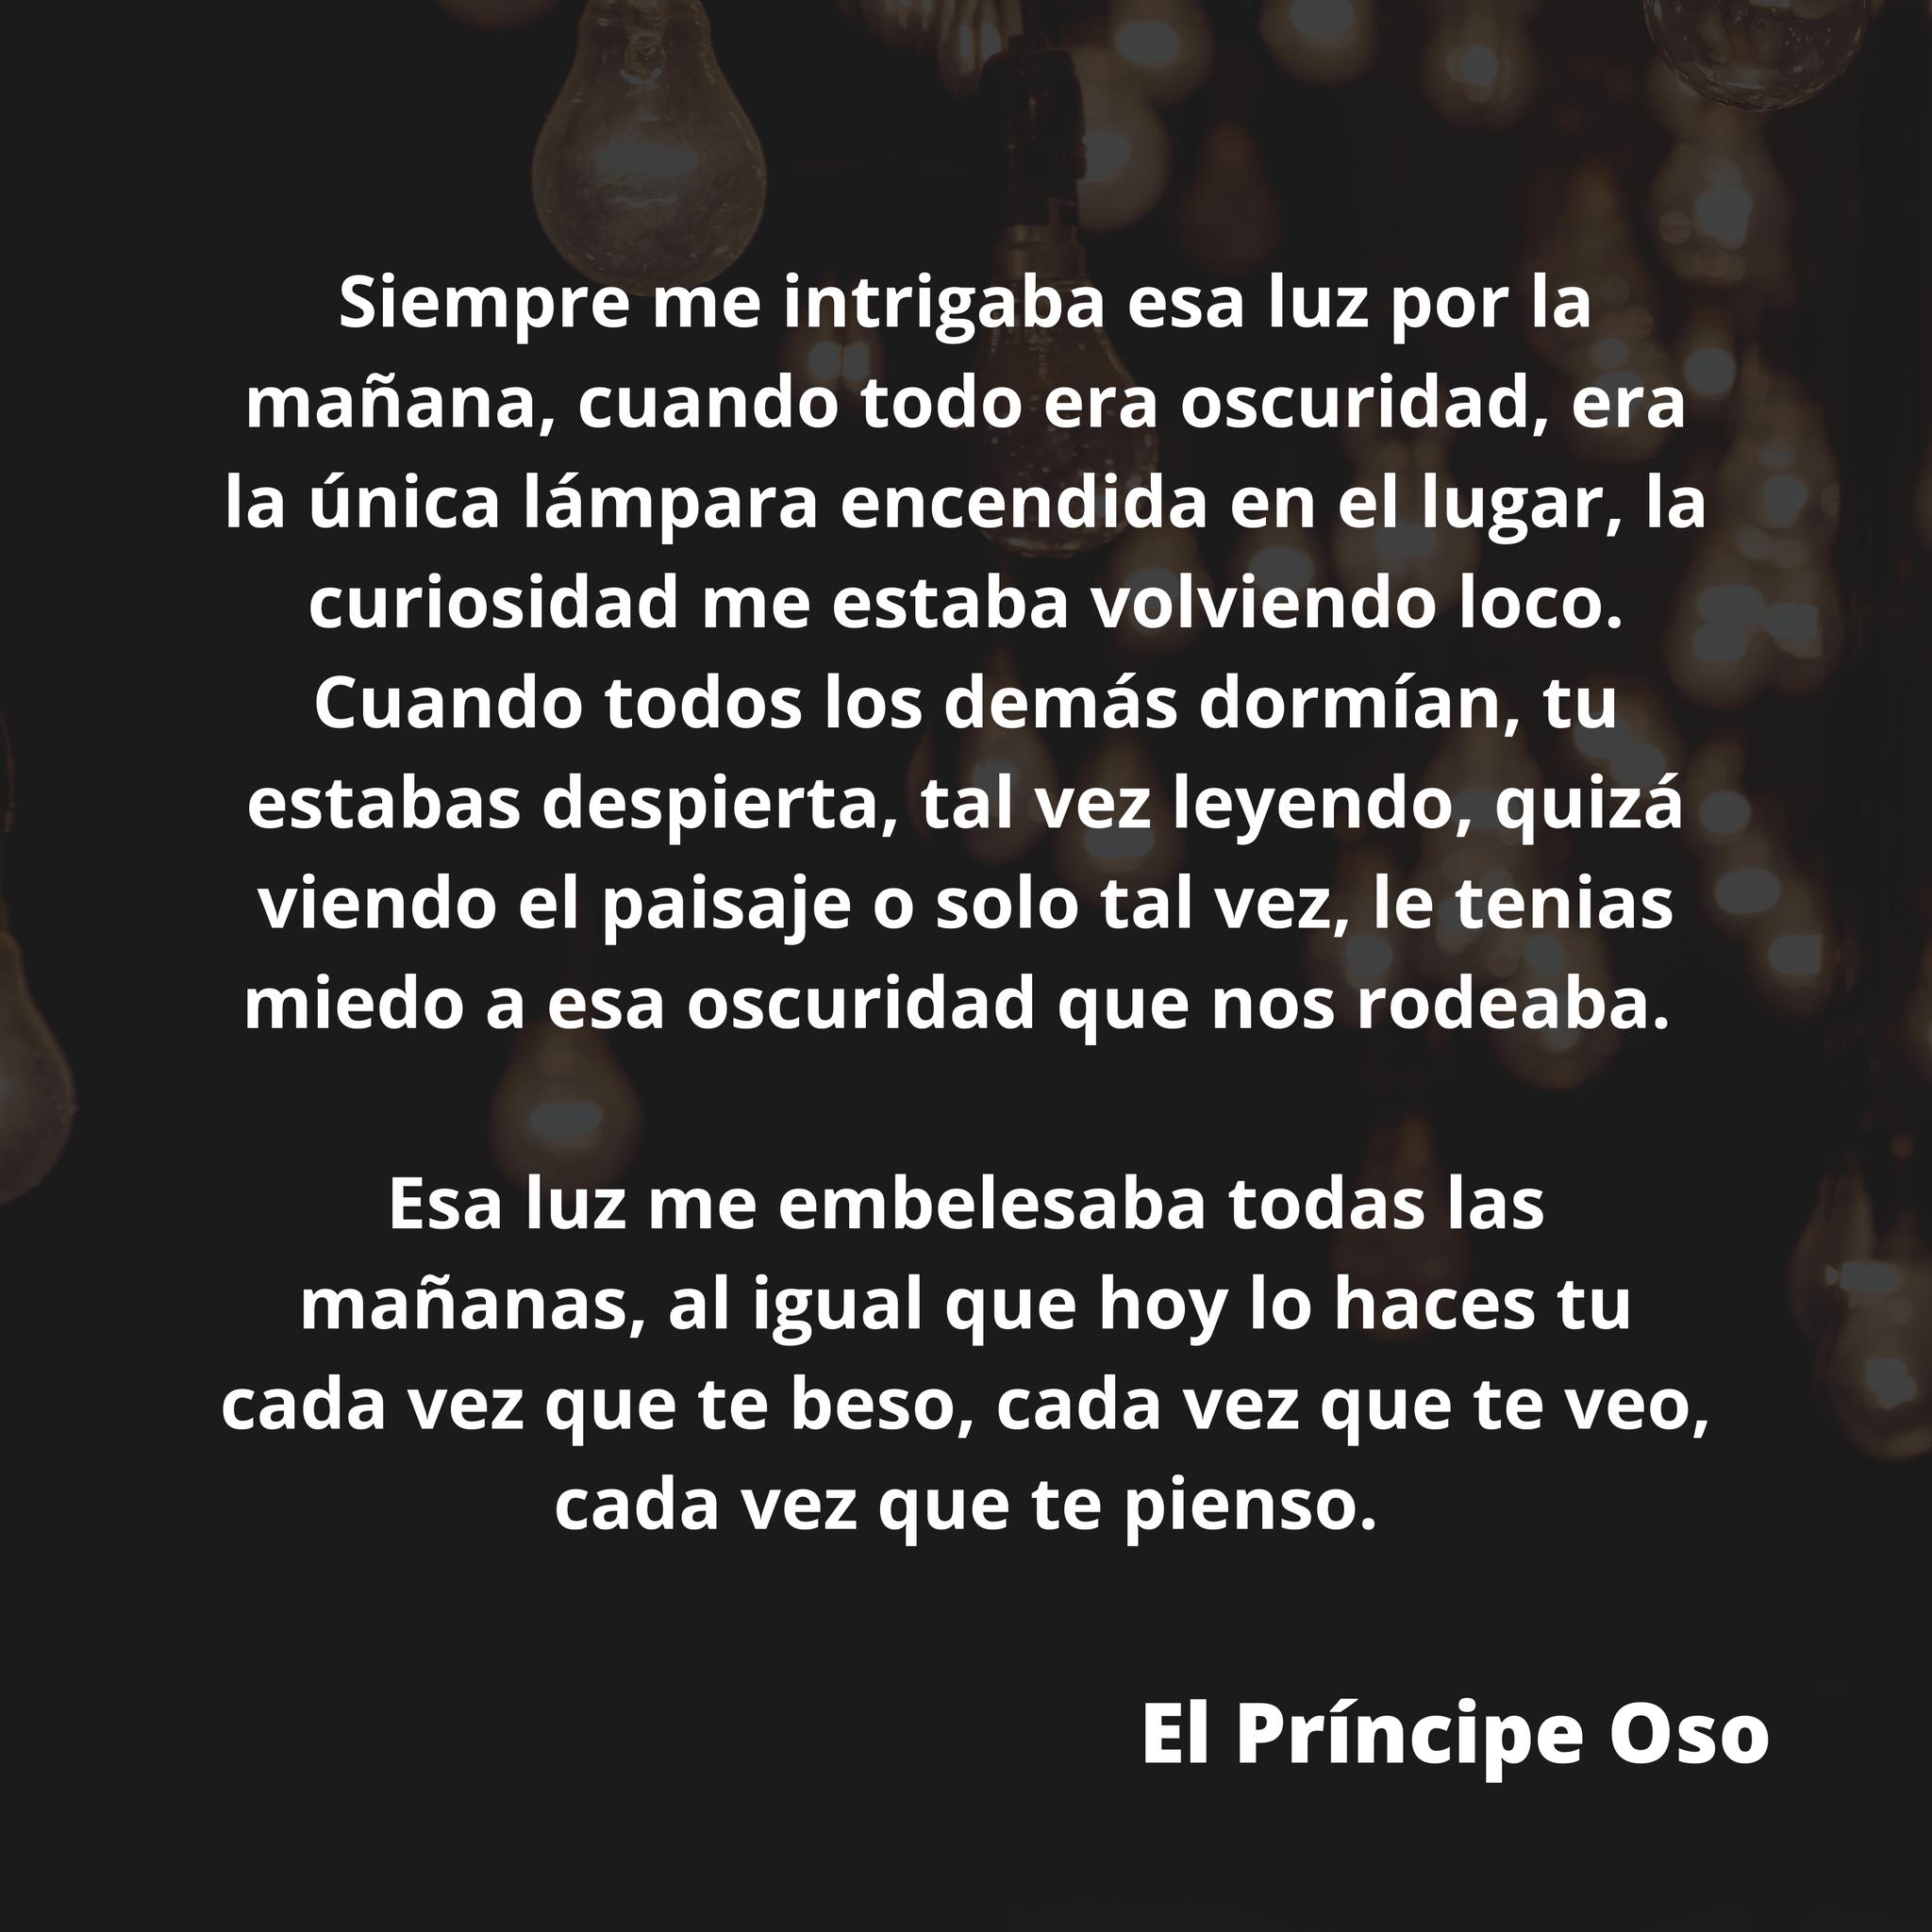 Siempre me intrigaba esa luz por la
mañana, cuando todo era oscuridad, era
la única lámpara encendida en el lugar, la
curiosidad me estaba volviendo loco.
Cuando todos los demás dormían, tu
estabas despierta, tal vez leyendo, quizá
viendo el paisaje o solo tal vez, le tenias
miedo a esa oscuridad que nos rodeaba.
Esa luz me embelesaba todas las
mañanas, al igual que hoy lo haces tu
cada vez que te beso, cada vez que te veo,
cada vez que te pienso.
El Príncipe Oso